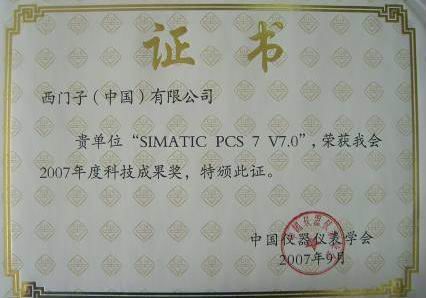 证书
西门子（中国）有限公司
贵单位“SIMATIC PCS 7 V7.0”，荣获我会
2007年度科技成果奖，特颁此证。
中国仪器仪表学会
2007年9月